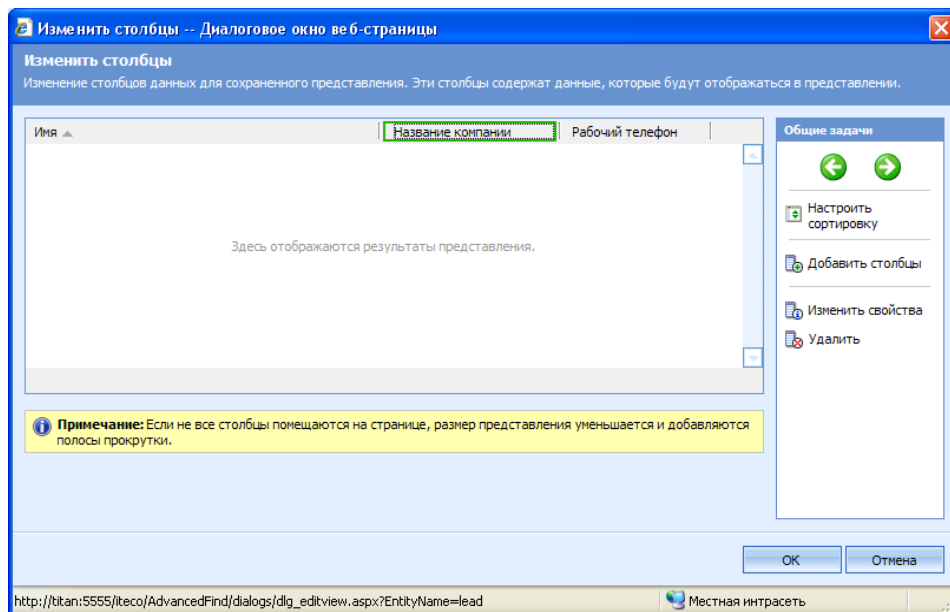 Изменить столбцы -- Диалоговое окно веб-страницы
Изменить столбцы
Изменение столбцов данных для сохраненного представления. Эти столбцы содержат данные, которые будут отображаться в представлении.
Имя Название компании Рабочий телефон
Здесь отображаются результаты представления.
Примечание: Если не все столбцы помещаются на странице, размер представления уменьшается и добавляются
полосы прокрутки.
Общие задачи
Настроить
сортировку
Добавить столбцы
Изменить свойства
Удалить
ОК Отмена
http://titan:5555/iteco/AdvancedFind/dialogs/dlg_editview.aspx?EntityName=lead Местная интрасеть